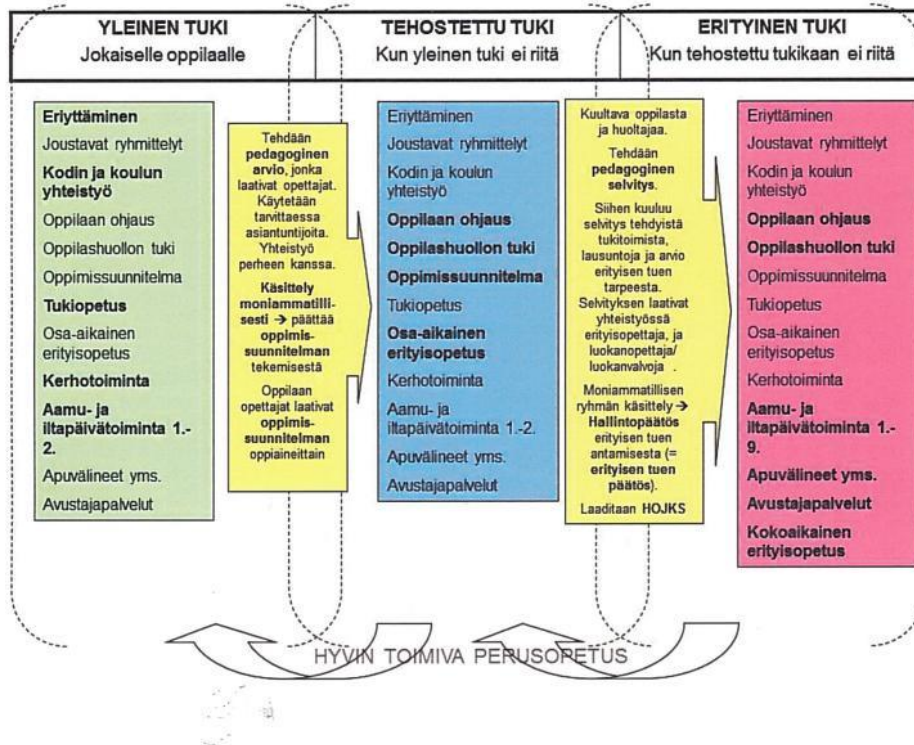 YLEINEN TUKI
Jokaiselle oppilaalle
TEHOSTETTU TUKI
Kun yleinen tuki ei riitä
ERITYINEN TUKI
Kun tehostettu tukikaan ei riitä
Eriyttäminen
Joustavat ryhmittelyt
Kodin ja koulun
yhteistyö
Oppilaan ohjaus
Oppilashuollon tuki
Oppimissuunnitelma
Tukiopetus
Osa-aikainen
erityisopetus
Kerhotoiminta
Aamu- ja
iltapäivätoiminta 1.-
2.
Apuvälineet yms.
Avustajapalvelut
Tehdään
pedagoginen
arvio, jonka
laativat opettajat.
Käytetään
tarvittaessa
asiantuntijoita.
Yhteistyö
perheen kanssa.
Käsittely
moniammatilli-
sesti → päättää
oppimis-
suunnitelman
tekemisestä
Oppilaan
opettajat laativat
oppimis-
suunnitelman
oppiaineittain
Eriyttäminen
Joustavat ryhmittelyt
Kodin ja koulun
yhteistyö
Oppilaan ohjaus
Oppilashuollon tuki
Oppimissuunnitelma
Tukiopetus
Osa-aikainen
erityisopetus
Kerhotoiminta
Aamu- ja
iltapäivätoiminta 1.-2.
Apuvälineet yms.
Avustajapalvelut
Kuultava oppilasta
ja huoltajaa.
Tehdään
pedagoginen
selvitys.
Siihen kuuluu
selvitys tehdyistä
tukitoimista,
lausuntoja ja arvio
erityisen tuen
tarpeesta.
Selvityksen laativat
yhteistyössä
erityisopettaja, ja
luokanopettaja/
luokanvalvoja .
Moniammatillisen
ryhmän käsittely →
Hallintopäätös
erityisen tuen
antamisesta (=
erityisen tuen
päätös).
Laaditaan HOJKS
Eriyttäminen
Joustavat ryhmittelyt
Kodin ja koulun
yhteistyö
Oppilaan ohjaus
Oppilashuollon tuki
Oppimissuunnitelma
Tukiopetus
Osa-aikainen
erityisopetus
Kerhotoiminta
Aamu- ja
iltapäivätoiminta 1.-
9.
Apuvälineet yms.
Avustajapalvelut
Kokoaikainen
erityisopetus
HYVIN TOIMIVA PERUSOPETUS